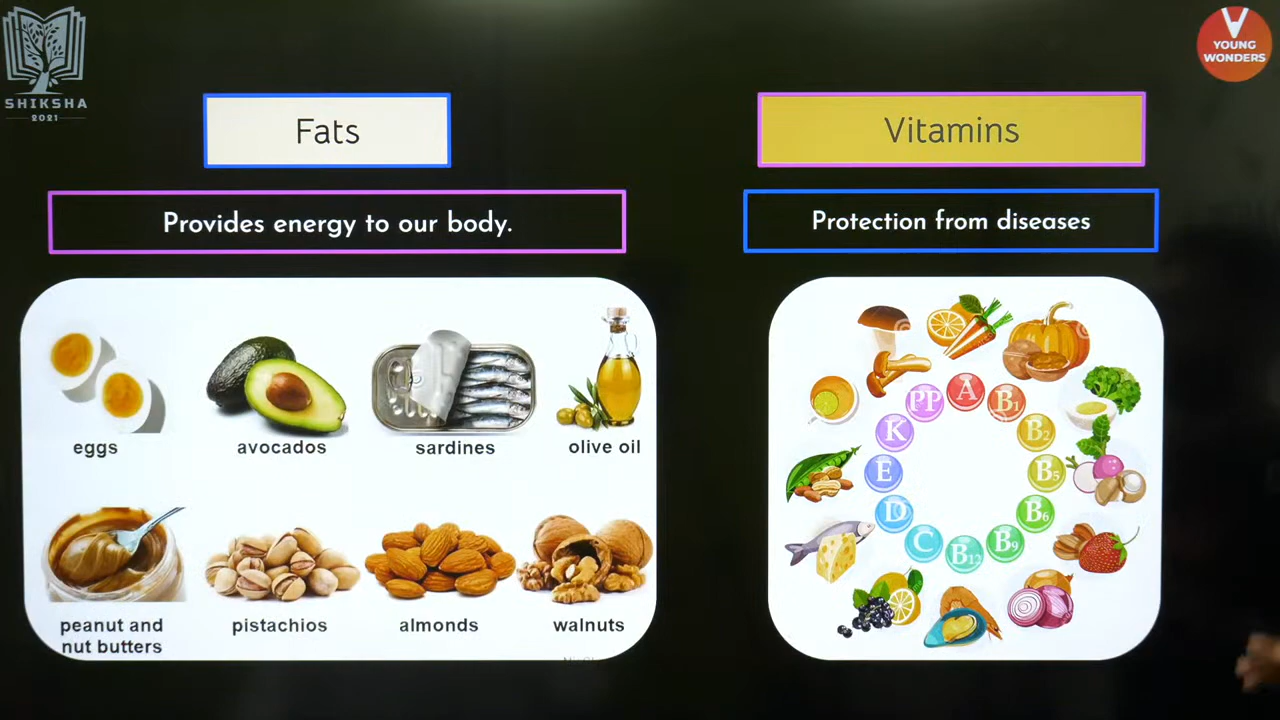 SHIKSHA
2021
YOUNG
WONDERS
Fats
Vitamins
Provides energy to our body.
Protection from diseases
eggs
avocados
sardines
olive oil
peanut and
nut butters
pistachios
almonds
walnuts
A
B1
B2
B5
B6
B9
B12
C
D
E
K
PP